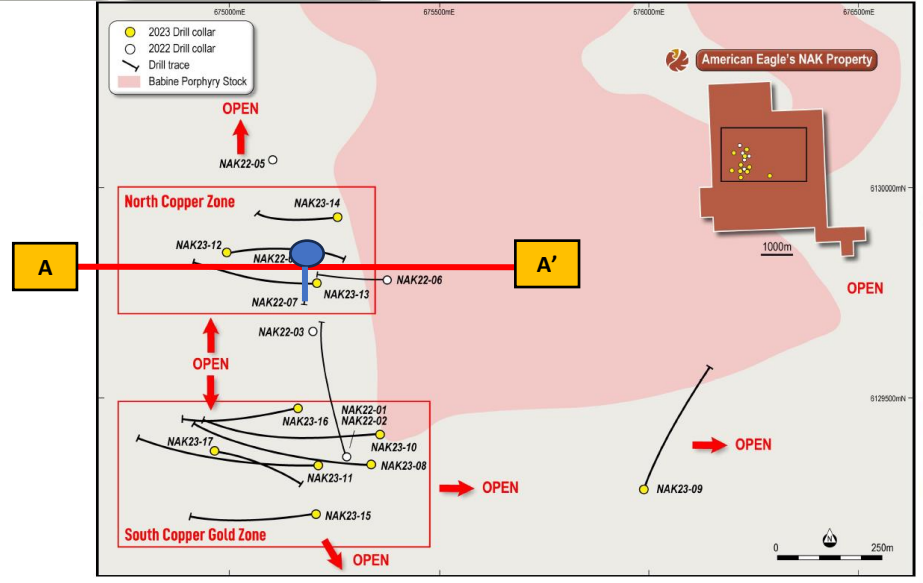 675000mE
675500mE
676000mE
676500mE
2023 Drill collar
2022 Drill collar
Drill trace
Babine Porphyry Stock
American Eagle's NAK Property
OPEN
NAK22-05
6130000mN
North Copper Zone
NAK23-14
NAK23-12
1000m
A
A'
NAK22-06
NAK23-13
OPEN
NAK22-07
NAK22-03
OPEN
6129500mN
NAK22-01
NAK22-02
NAK23-16
NAK23-17
NAK23-10
OPEN
NAK23-08
NAK23-11
OPEN
NAK23-09
NAK23-15
South Copper Gold Zone
OPEN
N
0
250m